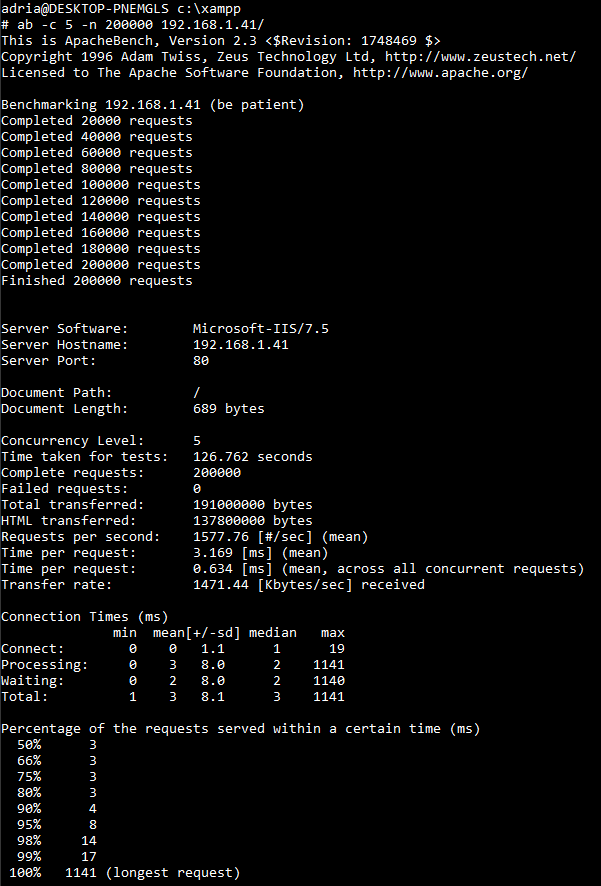 adria@DESKTOP-PNEMGLS c:\xampp
# ab -c 5 -n 200000 192.168.1.41/
This is ApacheBench, Version 2.3 <$Revision: 1748469 $>
Copyright 1996 Adam Twiss, Zeus Technology Ltd, http://www.zeustech.net/
Licensed to The Apache Software Foundation, http://www.apache.org/

Benchmarking 192.168.1.41 (be patient)
Completed 20000 requests
Completed 40000 requests
Completed 60000 requests
Completed 80000 requests
Completed 100000 requests
Completed 120000 requests
Completed 140000 requests
Completed 160000 requests
Completed 180000 requests
Completed 200000 requests
Finished 200000 requests

Server Software:        Microsoft-IIS/7.5
Server Hostname:        192.168.1.41
Server Port:            80

Document Path:          /
Document Length:        689 bytes

Concurrency Level:      5
Time taken for tests:   126.762 seconds
Complete requests:      200000
Failed requests:        0
Total transferred:      191000000 bytes
HTML transferred:       137800000 bytes
Requests per second:    1577.76 [#/sec] (mean)
Time per request:       3.169 [ms] (mean)
Time per request:       0.634 [ms] (mean, across all concurrent requests)
Transfer rate:          1471.44 [Kbytes/sec] received

Connection Times (ms)
              min  mean[+/-sd] median   max
Connect:        0    0   1.1      1      19
Processing:     0    3   8.0      2    1141
Waiting:        0    2   8.0      2    1140
Total:          1    3   8.1      3    1141

Percentage of the requests served within a certain time (ms)
  50%      3
  66%      3
  75%      3
  80%      3
  90%      4
  95%      8
  98%     14
  99%     17
 100%   1141 (longest request)